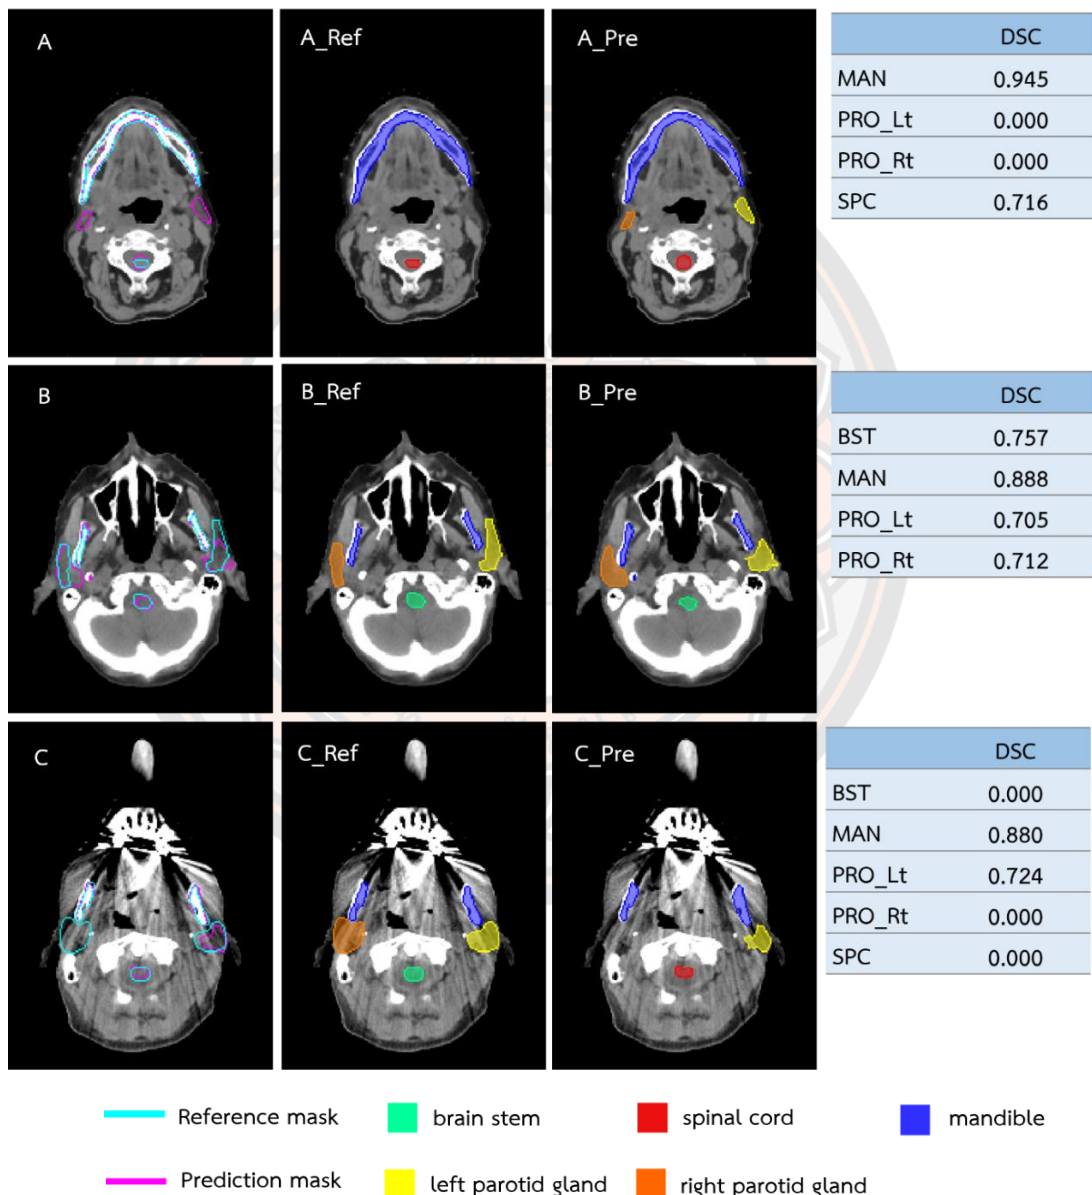 A
A_Ref
A_Pre
DSC
MAN 0.945
PRO_Lt 0.000
PRO_Rt 0.000
SPC 0.716
B
B_Ref
B_Pre
DSC
BST 0.757
MAN 0.888
PRO_Lt 0.705
PRO_Rt 0.712
C
C_Ref
C_Pre
DSC
BST 0.000
MAN 0.880
PRO_Lt 0.724
PRO_Rt 0.000
SPC 0.000
Reference mask brain stem spinal cord mandible
Prediction mask left parotid gland right parotid gland